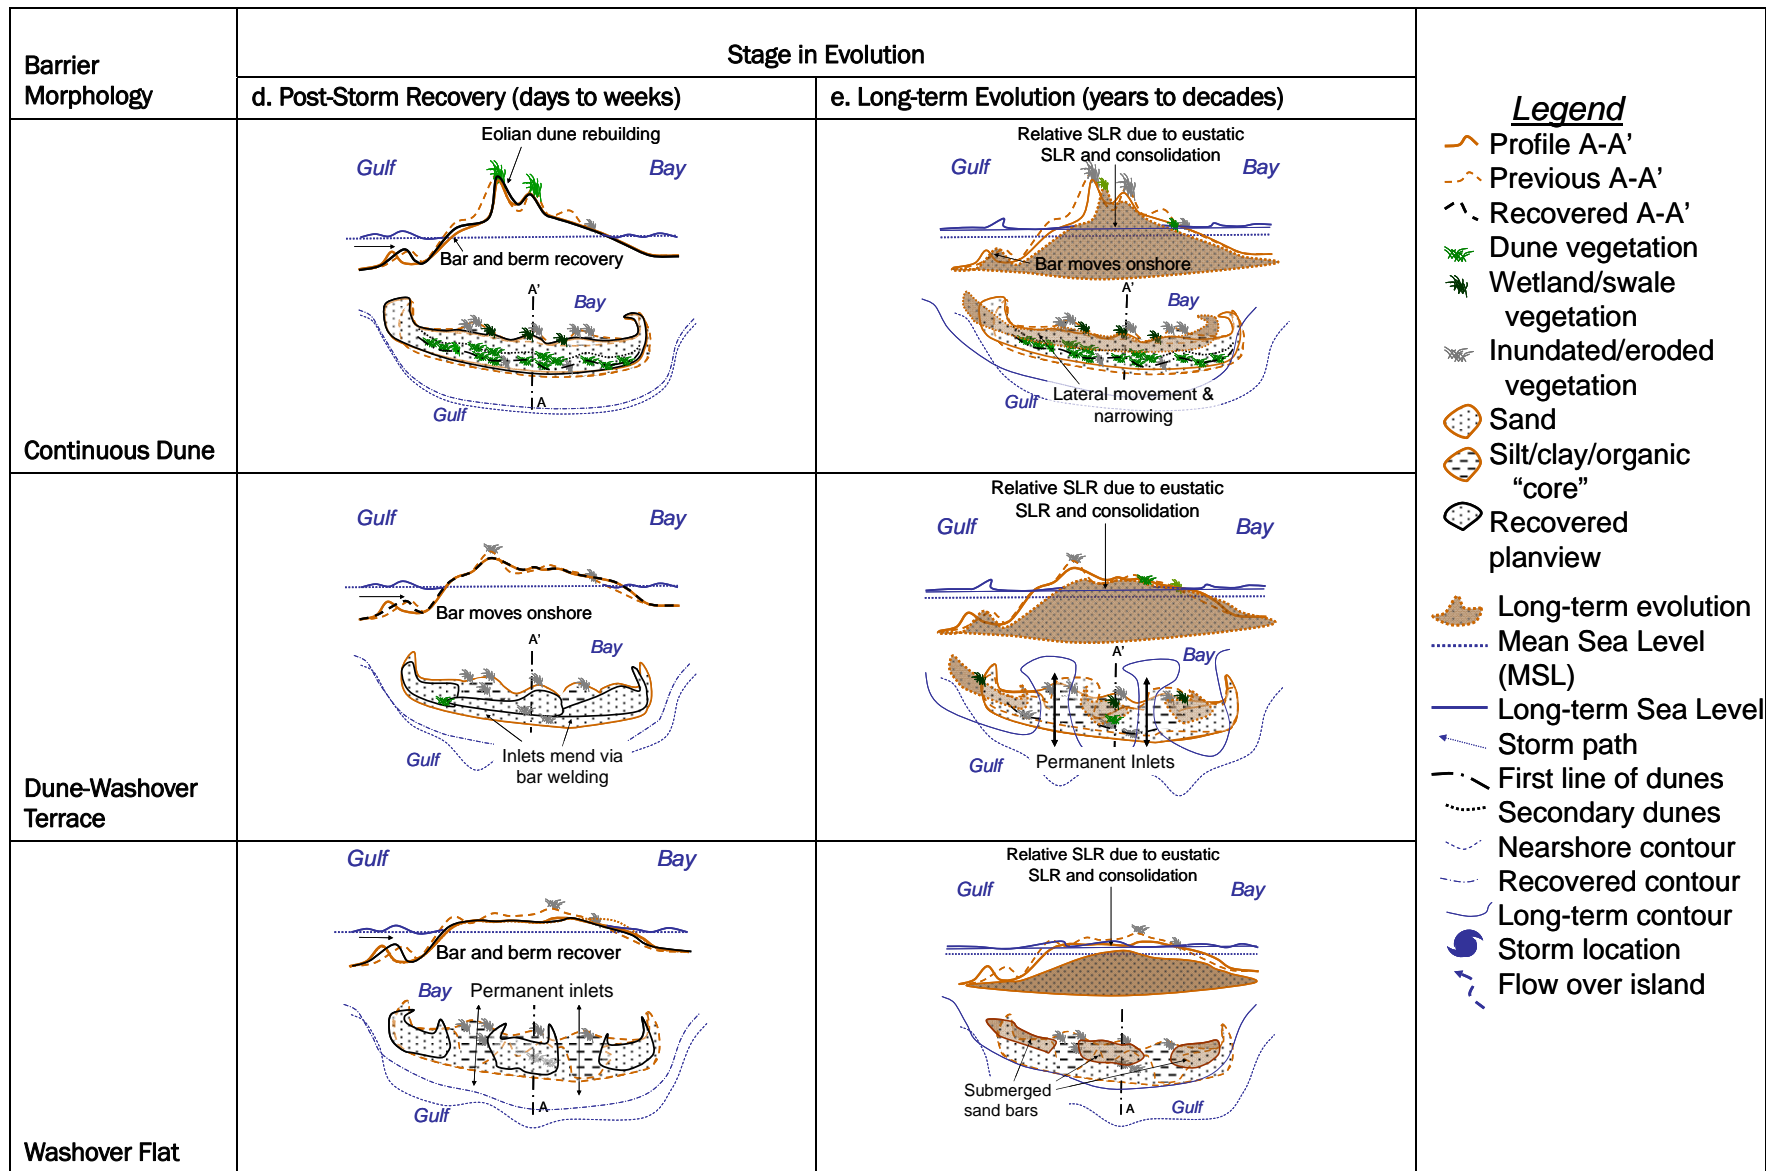 Barrier
Morphology
Stage in Evolution
d. Post-Storm Recovery (days to weeks)
e. Long-term Evolution (years to decades)
Continuous Dune
Eolian dune rebuilding
Gulf
Bay
Bar and berm recovery
A'
Bay
A
Gulf
Relative SLR due to eustatic
SLR and consolidation
Gulf
Bay
Bar moves onshore
A'
Bay
Gulf
Lateral movement &
narrowing
Dune-Washover
Terrace
Gulf
Bay
Bar moves onshore
A'
Bay
Gulf
Inlets mend via
bar welding
Relative SLR due to eustatic
SLR and consolidation
Gulf
Bay
A'
Bay
Gulf
Permanent Inlets
Washover Flat
Gulf
Bay
Bar and berm recover
Bay
Permanent inlets
A
Gulf
Relative SLR due to eustatic
SLR and consolidation
Gulf
Bay
Submerged
sand bars
A
Gulf
Legend
Profile A-A’
Previous A-A’
Recovered A-A’
Dune vegetation
Wetland/swale
vegetation
Inundated/eroded
vegetation
Sand
Silt/clay/organic
“core”
Recovered
planview
Long-term evolution
Mean Sea Level
(MSL)
Long-term Sea Level
Storm path
First line of dunes
Secondary dunes
Nearshore contour
Recovered contour
Long-term contour
Storm location
Flow over island